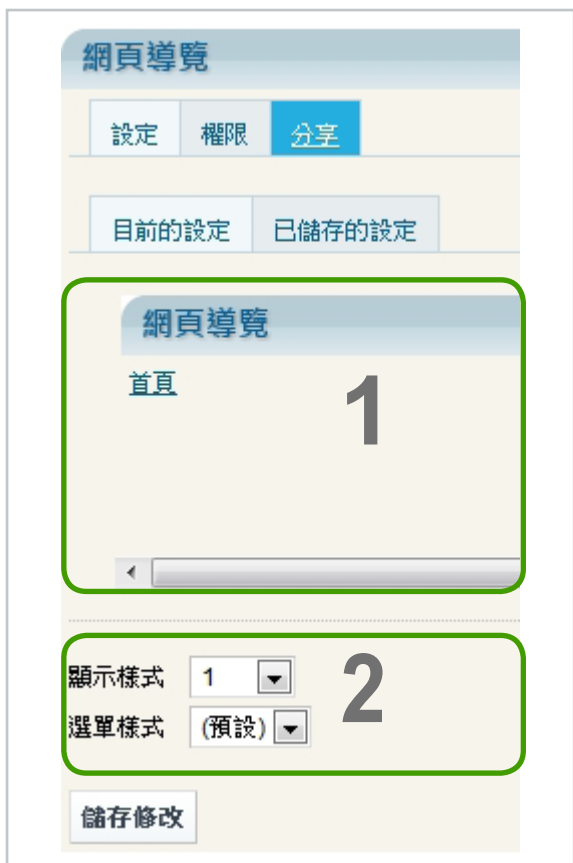 網頁導覽
設定 權限 分享
目前的設定 已儲存的設定
網頁導覽
首頁
1
2
顯示樣式 1
選單樣式 (預設)
儲存修改